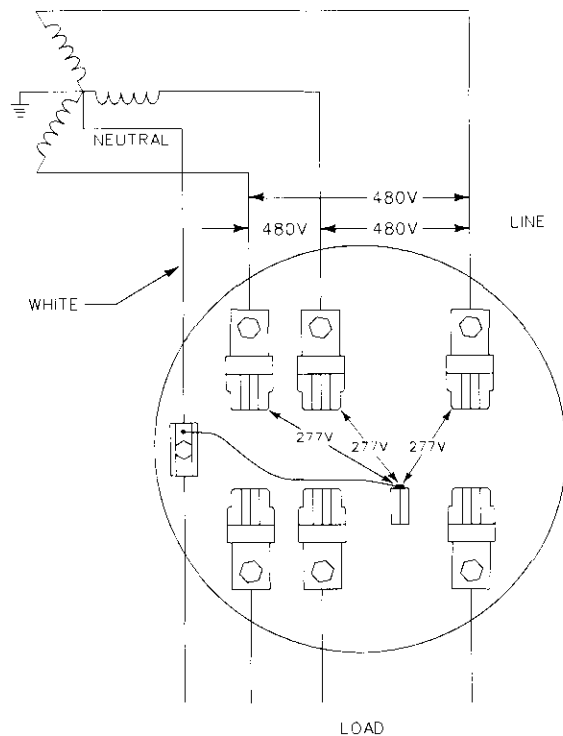 NEUTRAL
480V
480V 480V
LINE
WHITE
277V 277V 277V
LOAD